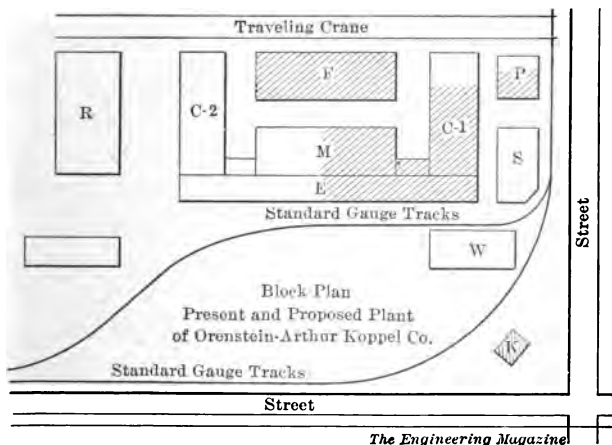 Traveling Crane
F
P
R
C-2
C-1
M
S
E
Standard Gauge Tracks
Street
W
Block Plan
Present and Proposed Plant
of Orenstein-Arthur Koppel Co.
K
Standard Gauge Tracks
Street
The Engineering Magazine